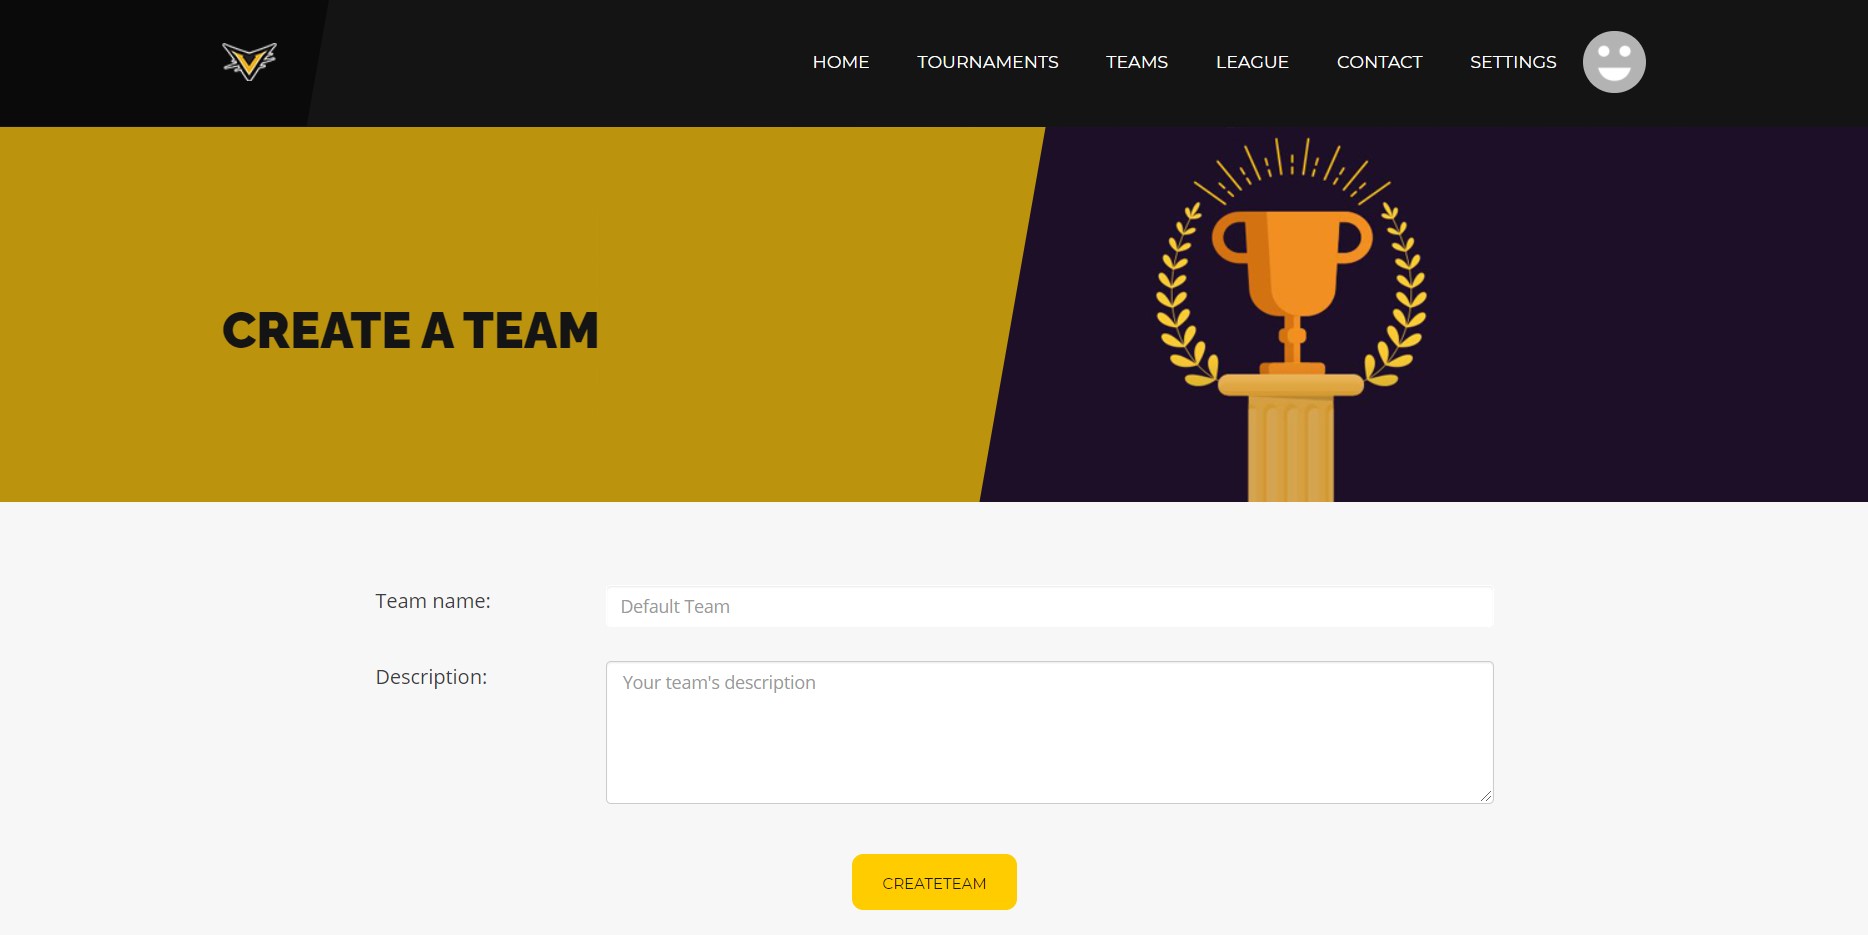 HOME TOURNAMENTS TEAMS LEAGUE CONTACT SETTINGS
CREATE A TEAM
Team name: Default Team
Description: Your team's description
CREATETEAM